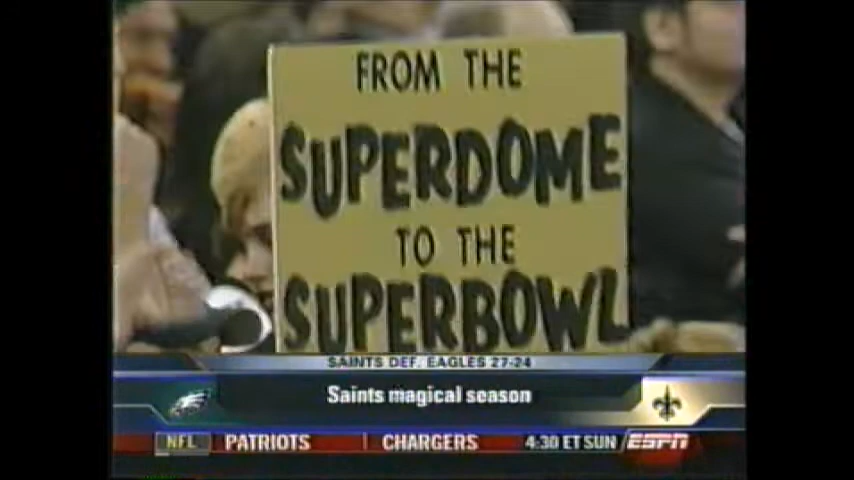 FROM THE
SUPERDOME
TO THE
SUPERBOWL
SAINTS DEF. EAGLES 27-24
Saints magical season
NFL PATRIOTS CHARGERS 4:30 ET SUN ESPN